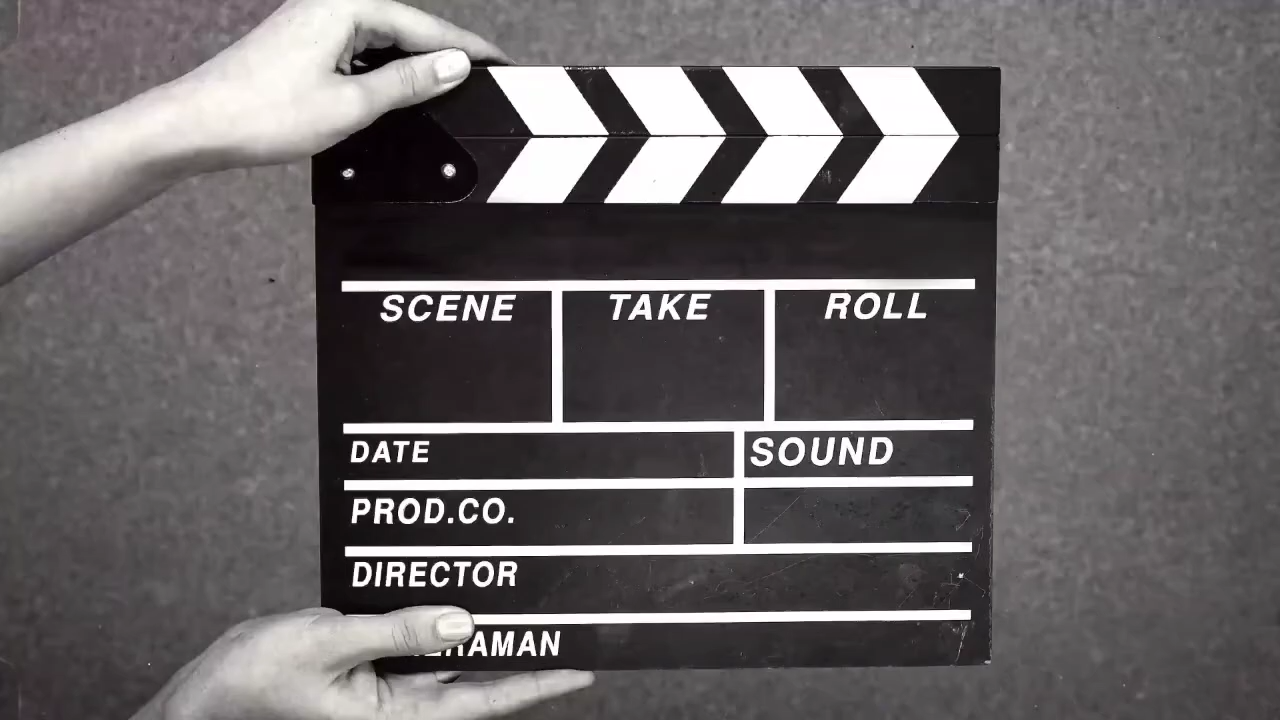 SCENE TAKE ROLL
DATE SOUND
PROD.CO.
DIRECTOR